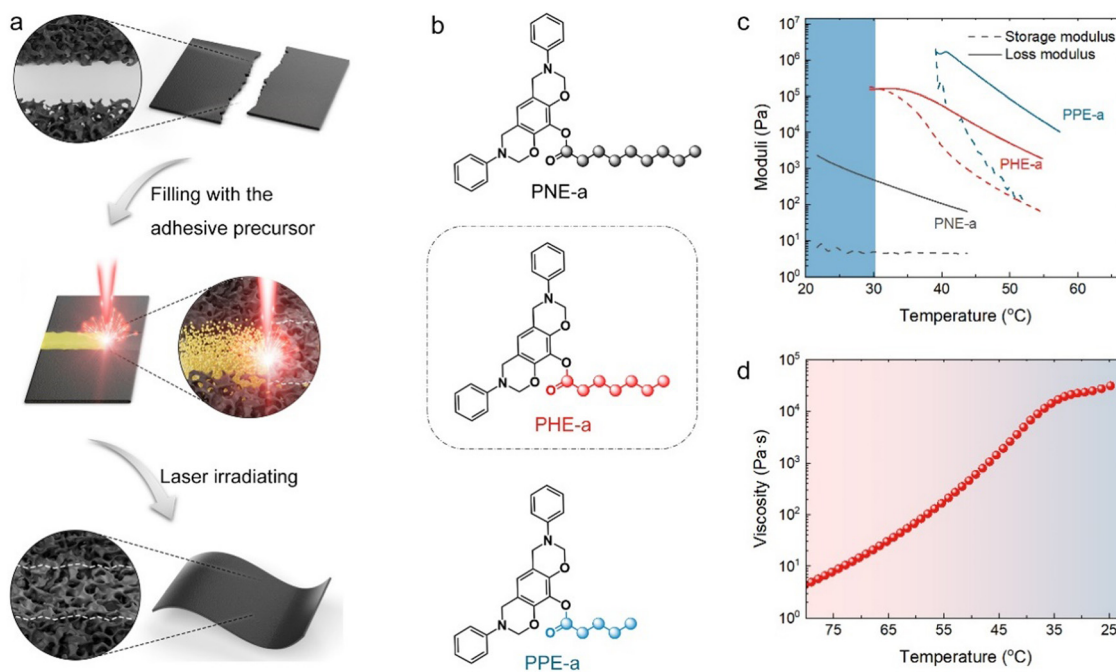 a
Filling with the
adhesive precursor
Laser irradiating
b
N
O
N
O
O
O
PNE-a
N
O
N
O
O
O
PHE-a
N
O
N
O
O
O
PPE-a
c
10⁷
10⁶
10⁵
10⁴
10³
10²
10¹
10⁰
Moduli (Pa)
Storage modulus
Loss modulus
PPE-a
PHE-a
PNE-a
20 30 40 50 60
Temperature (°C)
d
10⁵
10⁴
10³
10²
10¹
10⁰
Viscosity (Pa·s)
75 65 55 45 35 25
Temperature (°C)